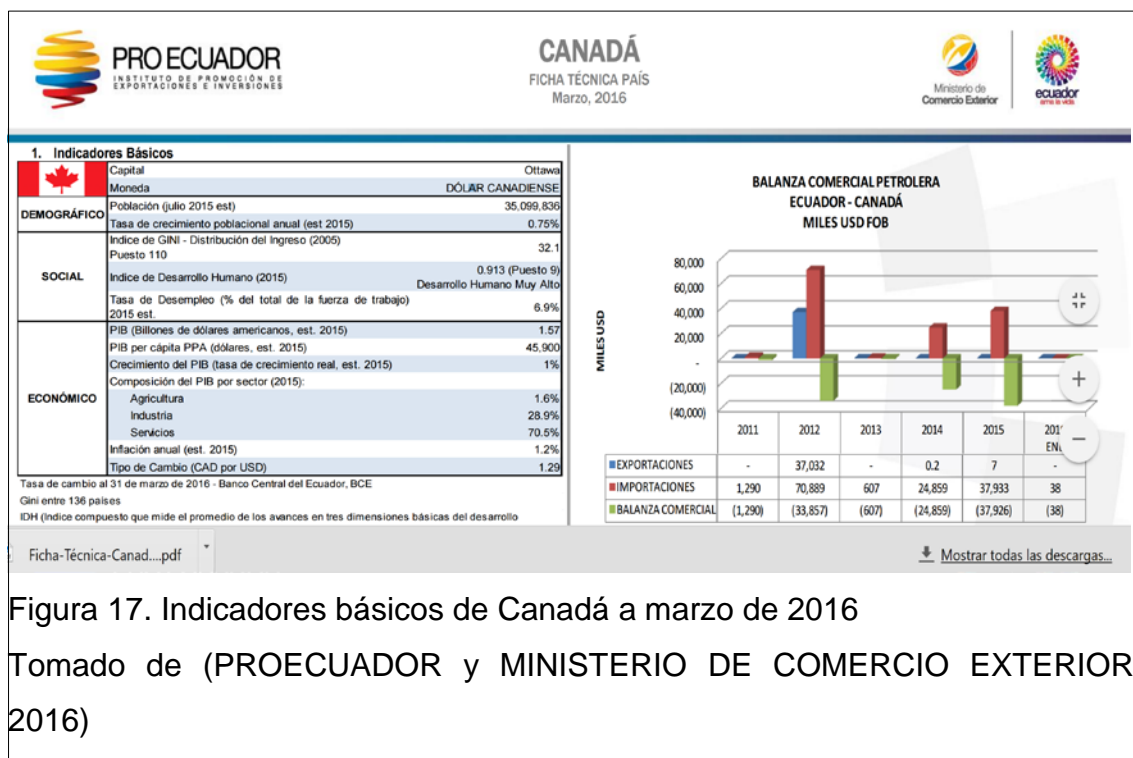 PRO ECUADOR
INSTITUTO DE PROMOCIÓN DE
EXPORTACIONES E INVERSIONES
CANADÁ
FICHA TÉCNICA PAÍS
Marzo, 2016
Ministerio de
Comercio Exterior
ecuador
ama la vida
1. Indicadores Básicos
Capital Ottawa
Moneda DÓLAR CANADIENSE
DEMOGRÁFICO
Población (julio 2015 est) 35,099,836
Tasa de crecimiento poblacional anual (est 2015) 0.75%
SOCIAL
Indice de GINI - Distribución del Ingreso (2005)
Puesto 110 32.1
Indice de Desarrollo Humano (2015) 0.913 (Puesto 9)
Desarrollo Humano Muy Alto
Tasa de Desempleo (% del total de la fuerza de trabajo)
2015 est. 6.9%
ECONÓMICO
PIB (Billones de dólares americanos, est. 2015) 1.57
PIB per cápita PPA (dólares, est. 2015) 45,900
Crecimiento del PIB (tasa de crecimiento real, est. 2015) 1%
Composición del PIB por sector (2015):
Agricultura 1.6%
Industria 28.9%
Servicios 70.5%
Inflación anual (est. 2015) 1.2%
Tipo de Cambio (CAD por USD) 1.29
Tasa de cambio al 31 de marzo de 2016 - Banco Central del Ecuador, BCE
Gini entre 136 países
IDH (Indice compuesto que mide el promedio de los avances en tres dimensiones básicas del desarrollo
BALANZA COMERCIAL PETROLERA
ECUADOR - CANADÁ
MILES USD FOB
MILES USD
80,000
60,000
40,000
20,000
-
(20,000)
(40,000)
2011 2012 2013 2014 2015
EXPORTACIONES - 37,032 - 0.2 7 -
IMPORTACIONES 1,290 70,889 607 24,859 37,933 38
BALANZA COMERCIAL (1,290) (33,857) (607) (24,859) (37,926) (38)
Ficha-Técnica-Canad....pdf
Mostrar todas las descargas...
Figura 17. Indicadores básicos de Canadá a marzo de 2016
Tomado de (PROECUADOR y MINISTERIO DE COMERCIO EXTERIOR
2016)